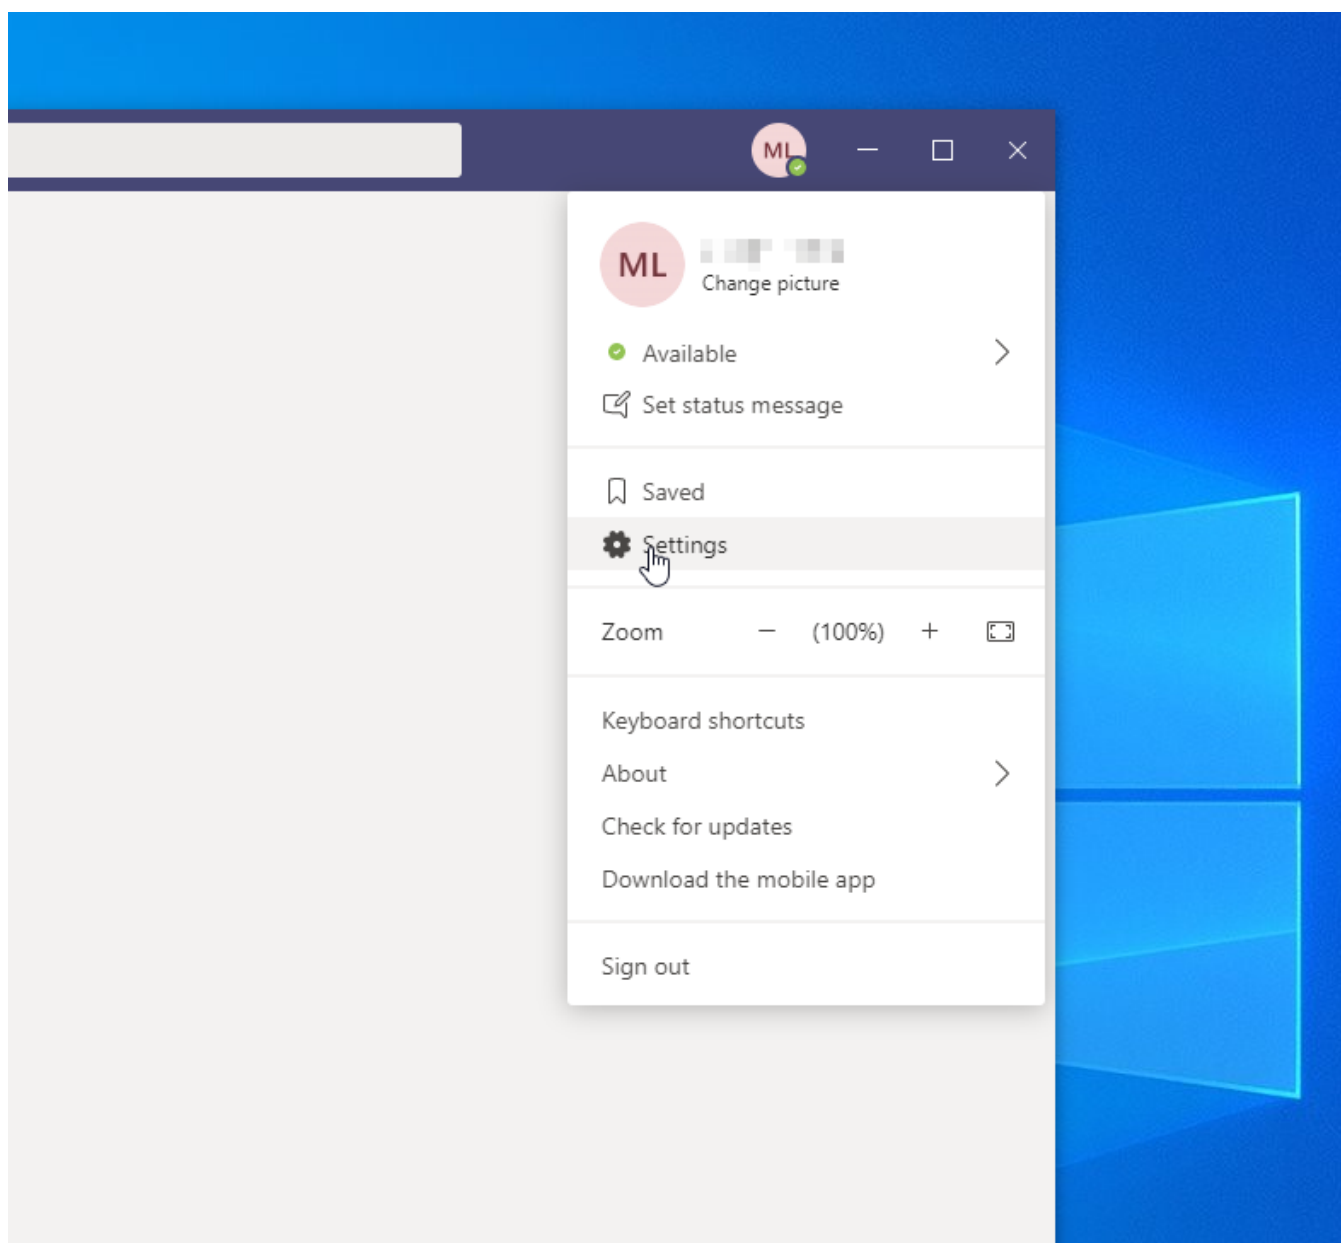 ML
ML
Change picture
Available
Set status message
Saved
Settings
Zoom − (100%) +
Keyboard shortcuts
About
Check for updates
Download the mobile app
Sign out